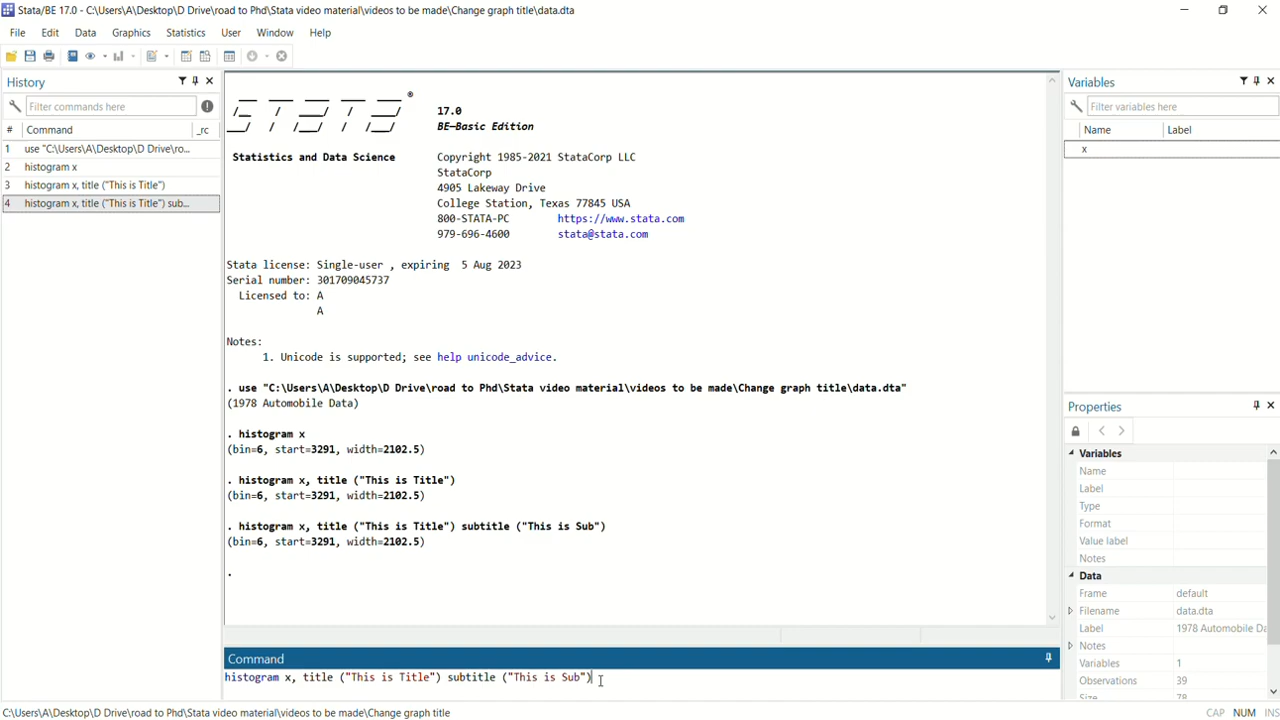 Stata/BE 17.0 - C:\Users\A\Desktop\D Drive\road to Phd\Stata video material\videos to be made\Change graph title\data.dta
File Edit Data Graphics Statistics User Window Help
History
Filter commands here
# Command _rc
1 use "C:\Users\A\Desktop\D Drive\ro...
2 histogram x
3 histogram x, title ("This is Title")
4 histogram x, title ("This is Title") sub...
®
STATA 17.0
BE—Basic Edition
Statistics and Data Science Copyright 1985-2021 StataCorp LLC
StataCorp
4905 Lakeway Drive
College Station, Texas 77845 USA
800-STATA-PC https://www.stata.com
979-696-4600 stata@stata.com
Stata license: Single-user , expiring 5 Aug 2023
Serial number: 301709045737
Licensed to: A
A
Notes:
1. Unicode is supported; see help unicode_advice.
. use "C:\Users\A\Desktop\D Drive\road to Phd\Stata video material\videos to be made\Change graph title\data.dta"
(1978 Automobile Data)
. histogram x
(bin=6, start=3291, width=2102.5)
. histogram x, title ("This is Title")
(bin=6, start=3291, width=2102.5)
. histogram x, title ("This is Title") subtitle ("This is Sub")
(bin=6, start=3291, width=2102.5)
.
Command
histogram x, title ("This is Title") subtitle ("This is Sub")
Variables
Filter variables here
Name Label
x
Properties
Variables
Name
Label
Type
Format
Value label
Notes
Data
Frame default
Filename data.dta
Label 1978 Automobile Da
Notes
Variables 1
Observations 39
Size 78
C:\Users\A\Desktop\D Drive\road to Phd\Stata video material\videos to be made\Change graph title
CAP NUM INS